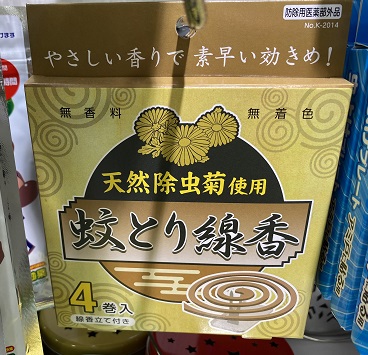 防除用医薬部外品
No.K-2014
やさしい香りで素早い効きめ！
無香料
無着色
天然除虫菊使用
蚊とり線香
4巻入
線香立て付き